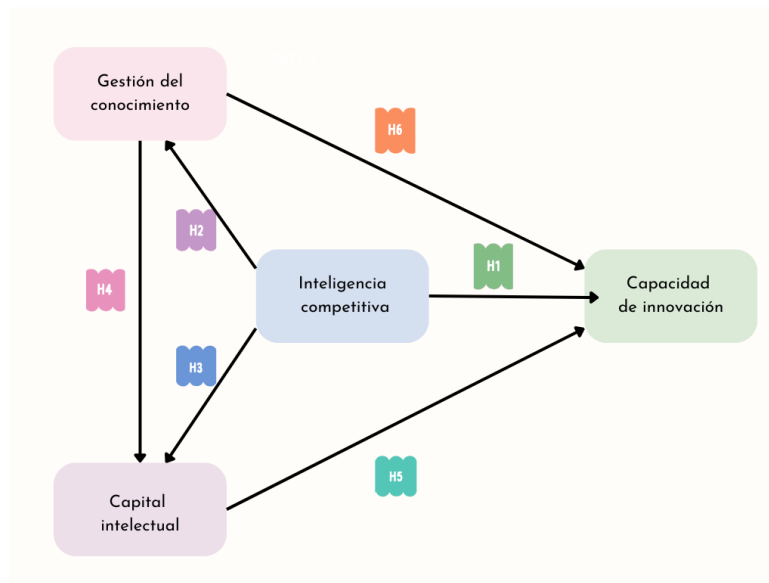 Gestión del
conocimiento
H6
H2
H1
Inteligencia
competitiva
Capacidad
de innovación
H4
H3
H5
Capital
intelectual